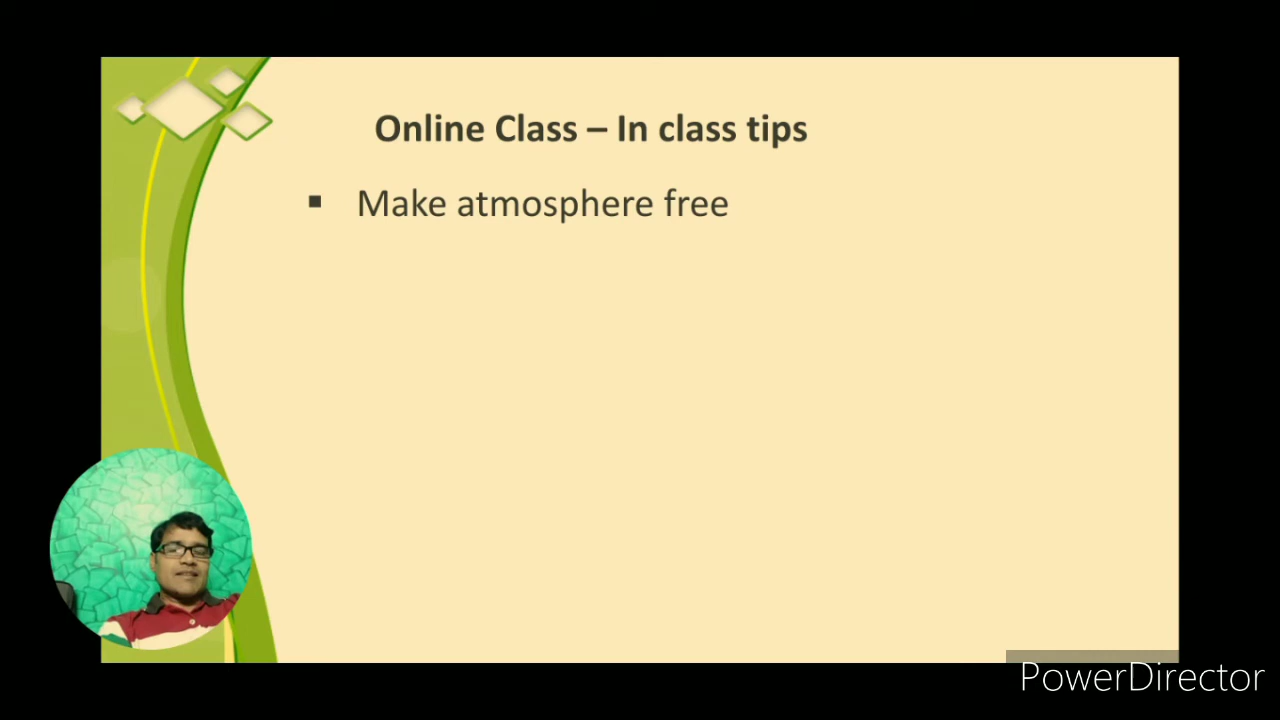 Online Class – In class tips
▪ Make atmosphere free
PowerDirector